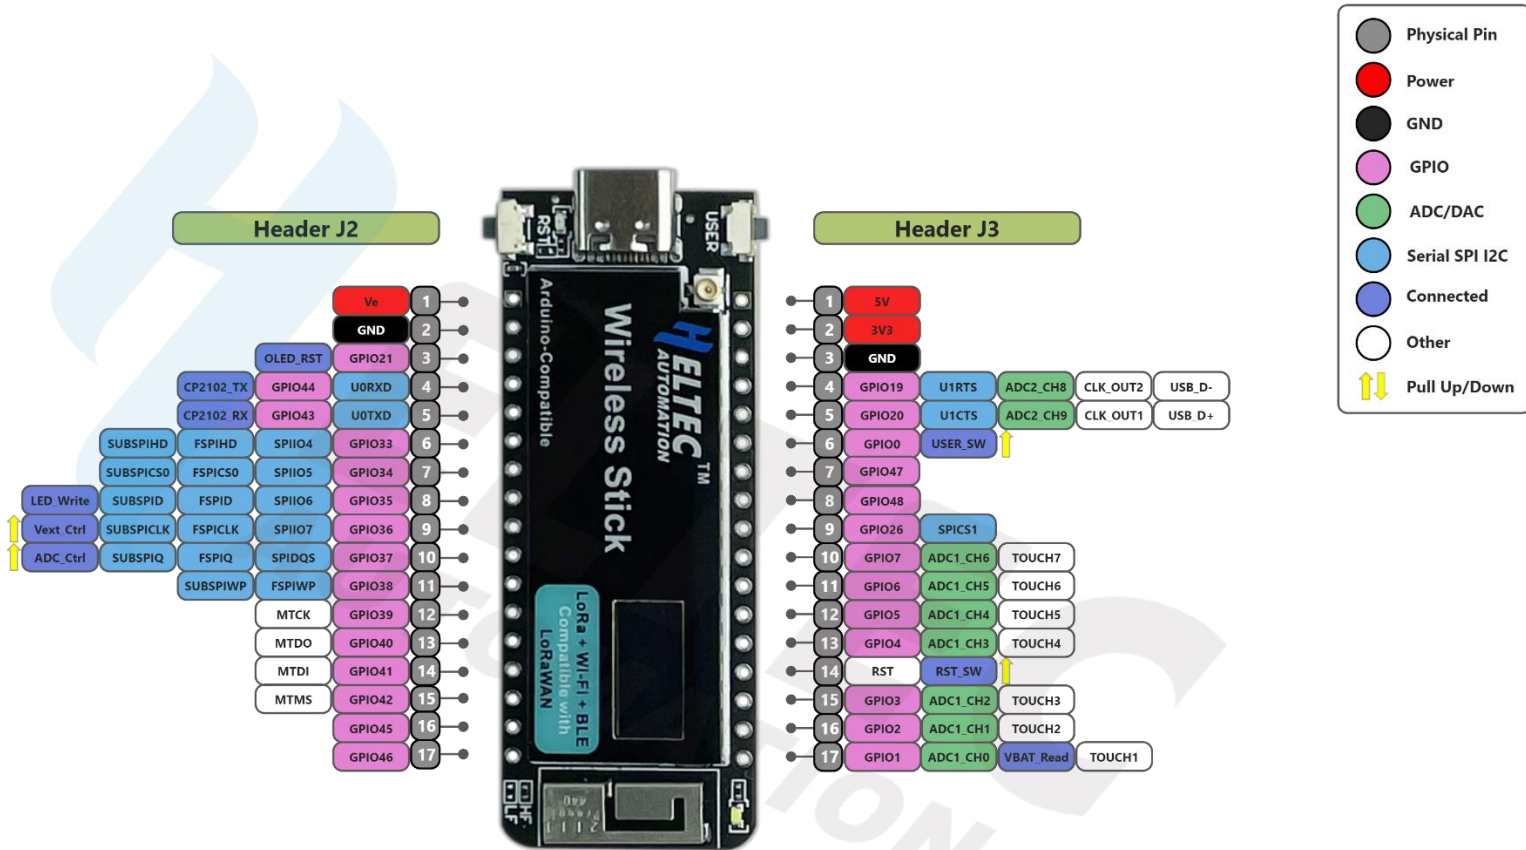 Physical Pin
Power
GND
GPIO
ADC/DAC
Serial SPI I2C
Connected
Other
Pull Up/Down
Header J2
Ve 1
GND 2
OLED_RST GPIO21 3
CP2102_TX GPIO44 U0RXD 4
CP2102_RX GPIO43 U0TXD 5
SUBSPIHD FSPIHD SPIIO4 GPIO33 6
SUBSPICS0 FSPICS0 SPIIO5 GPIO34 7
LED_Write SUBSPID FSPID SPIIO6 GPIO35 8
Vext_Ctrl SUBSPICLK FSPICLK SPIIO7 GPIO36 9
ADC_Ctrl SUBSPIQ FSPIQ SPIDQS GPIO37 10
SUBSPIWP FSPIWP GPIO38 11
MTCK GPIO39 12
MTDO GPIO40 13
MTDI GPIO41 14
MTMS GPIO42 15
GPIO45 16
GPIO46 17
RST
USER
Arduino-Compatible
Wireless Stick
HELTEC™
AUTOMATION
LoRa + Wi-Fi + BLE
Compatible with
LoRaWAN
HF
LF
Header J3
1 5V
2 3V3
3 GND
4 GPIO19 U1RTS ADC2_CH8 CLK_OUT2 USB_D-
5 GPIO20 U1CTS ADC2_CH9 CLK_OUT1 USB_D+
6 GPIO0 USER_SW
7 GPIO47
8 GPIO48
9 GPIO26 SPICS1
10 GPIO7 ADC1_CH6 TOUCH7
11 GPIO6 ADC1_CH5 TOUCH6
12 GPIO5 ADC1_CH4 TOUCH5
13 GPIO4 ADC1_CH3 TOUCH4
14 RST RST_SW
15 GPIO3 ADC1_CH2 TOUCH3
16 GPIO2 ADC1_CH1 TOUCH2
17 GPIO1 ADC1_CH0 VBAT_Read TOUCH1
HELTEC
AUTOMATION